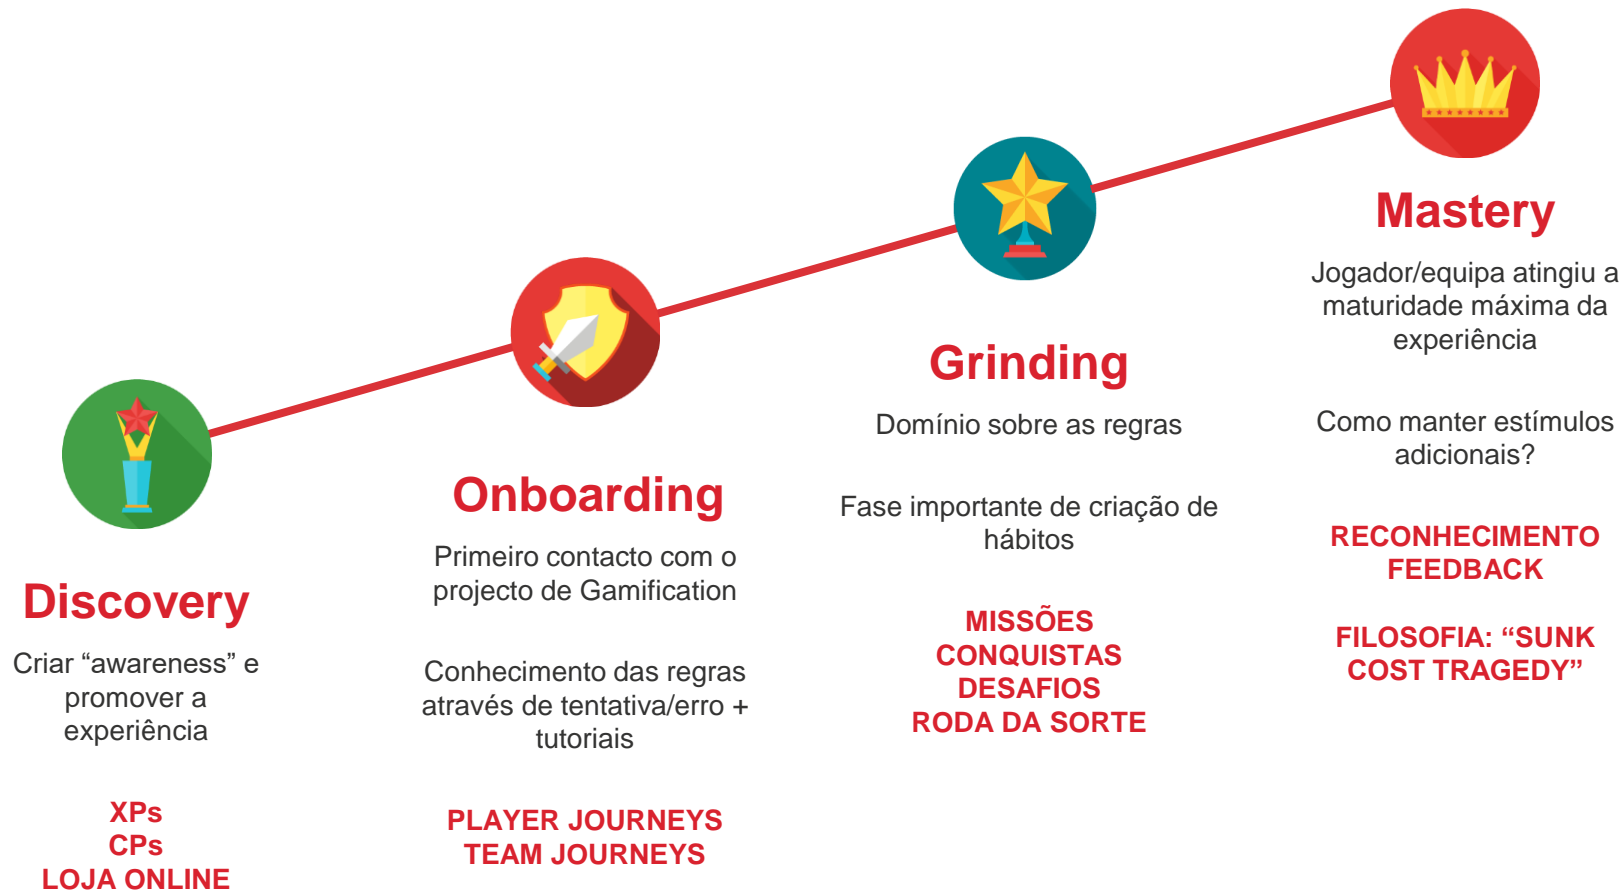 Discovery
Criar “awareness” e
promover a
experiência
XPs
CPs
LOJA ONLINE
Onboarding
Primeiro contacto com o
projecto de Gamification
Conhecimento das regras
através de tentativa/erro +
tutoriais
PLAYER JOURNEYS
TEAM JOURNEYS
Grinding
Domínio sobre as regras
Fase importante de criação de
hábitos
MISSÕES
CONQUISTAS
DESAFIOS
RODA DA SORTE
Mastery
Jogador/equipa atingiu a
maturidade máxima da
experiência
Como manter estímulos
adicionais?
RECONHECIMENTO
FEEDBACK
FILOSOFIA: “SUNK
COST TRAGEDY”